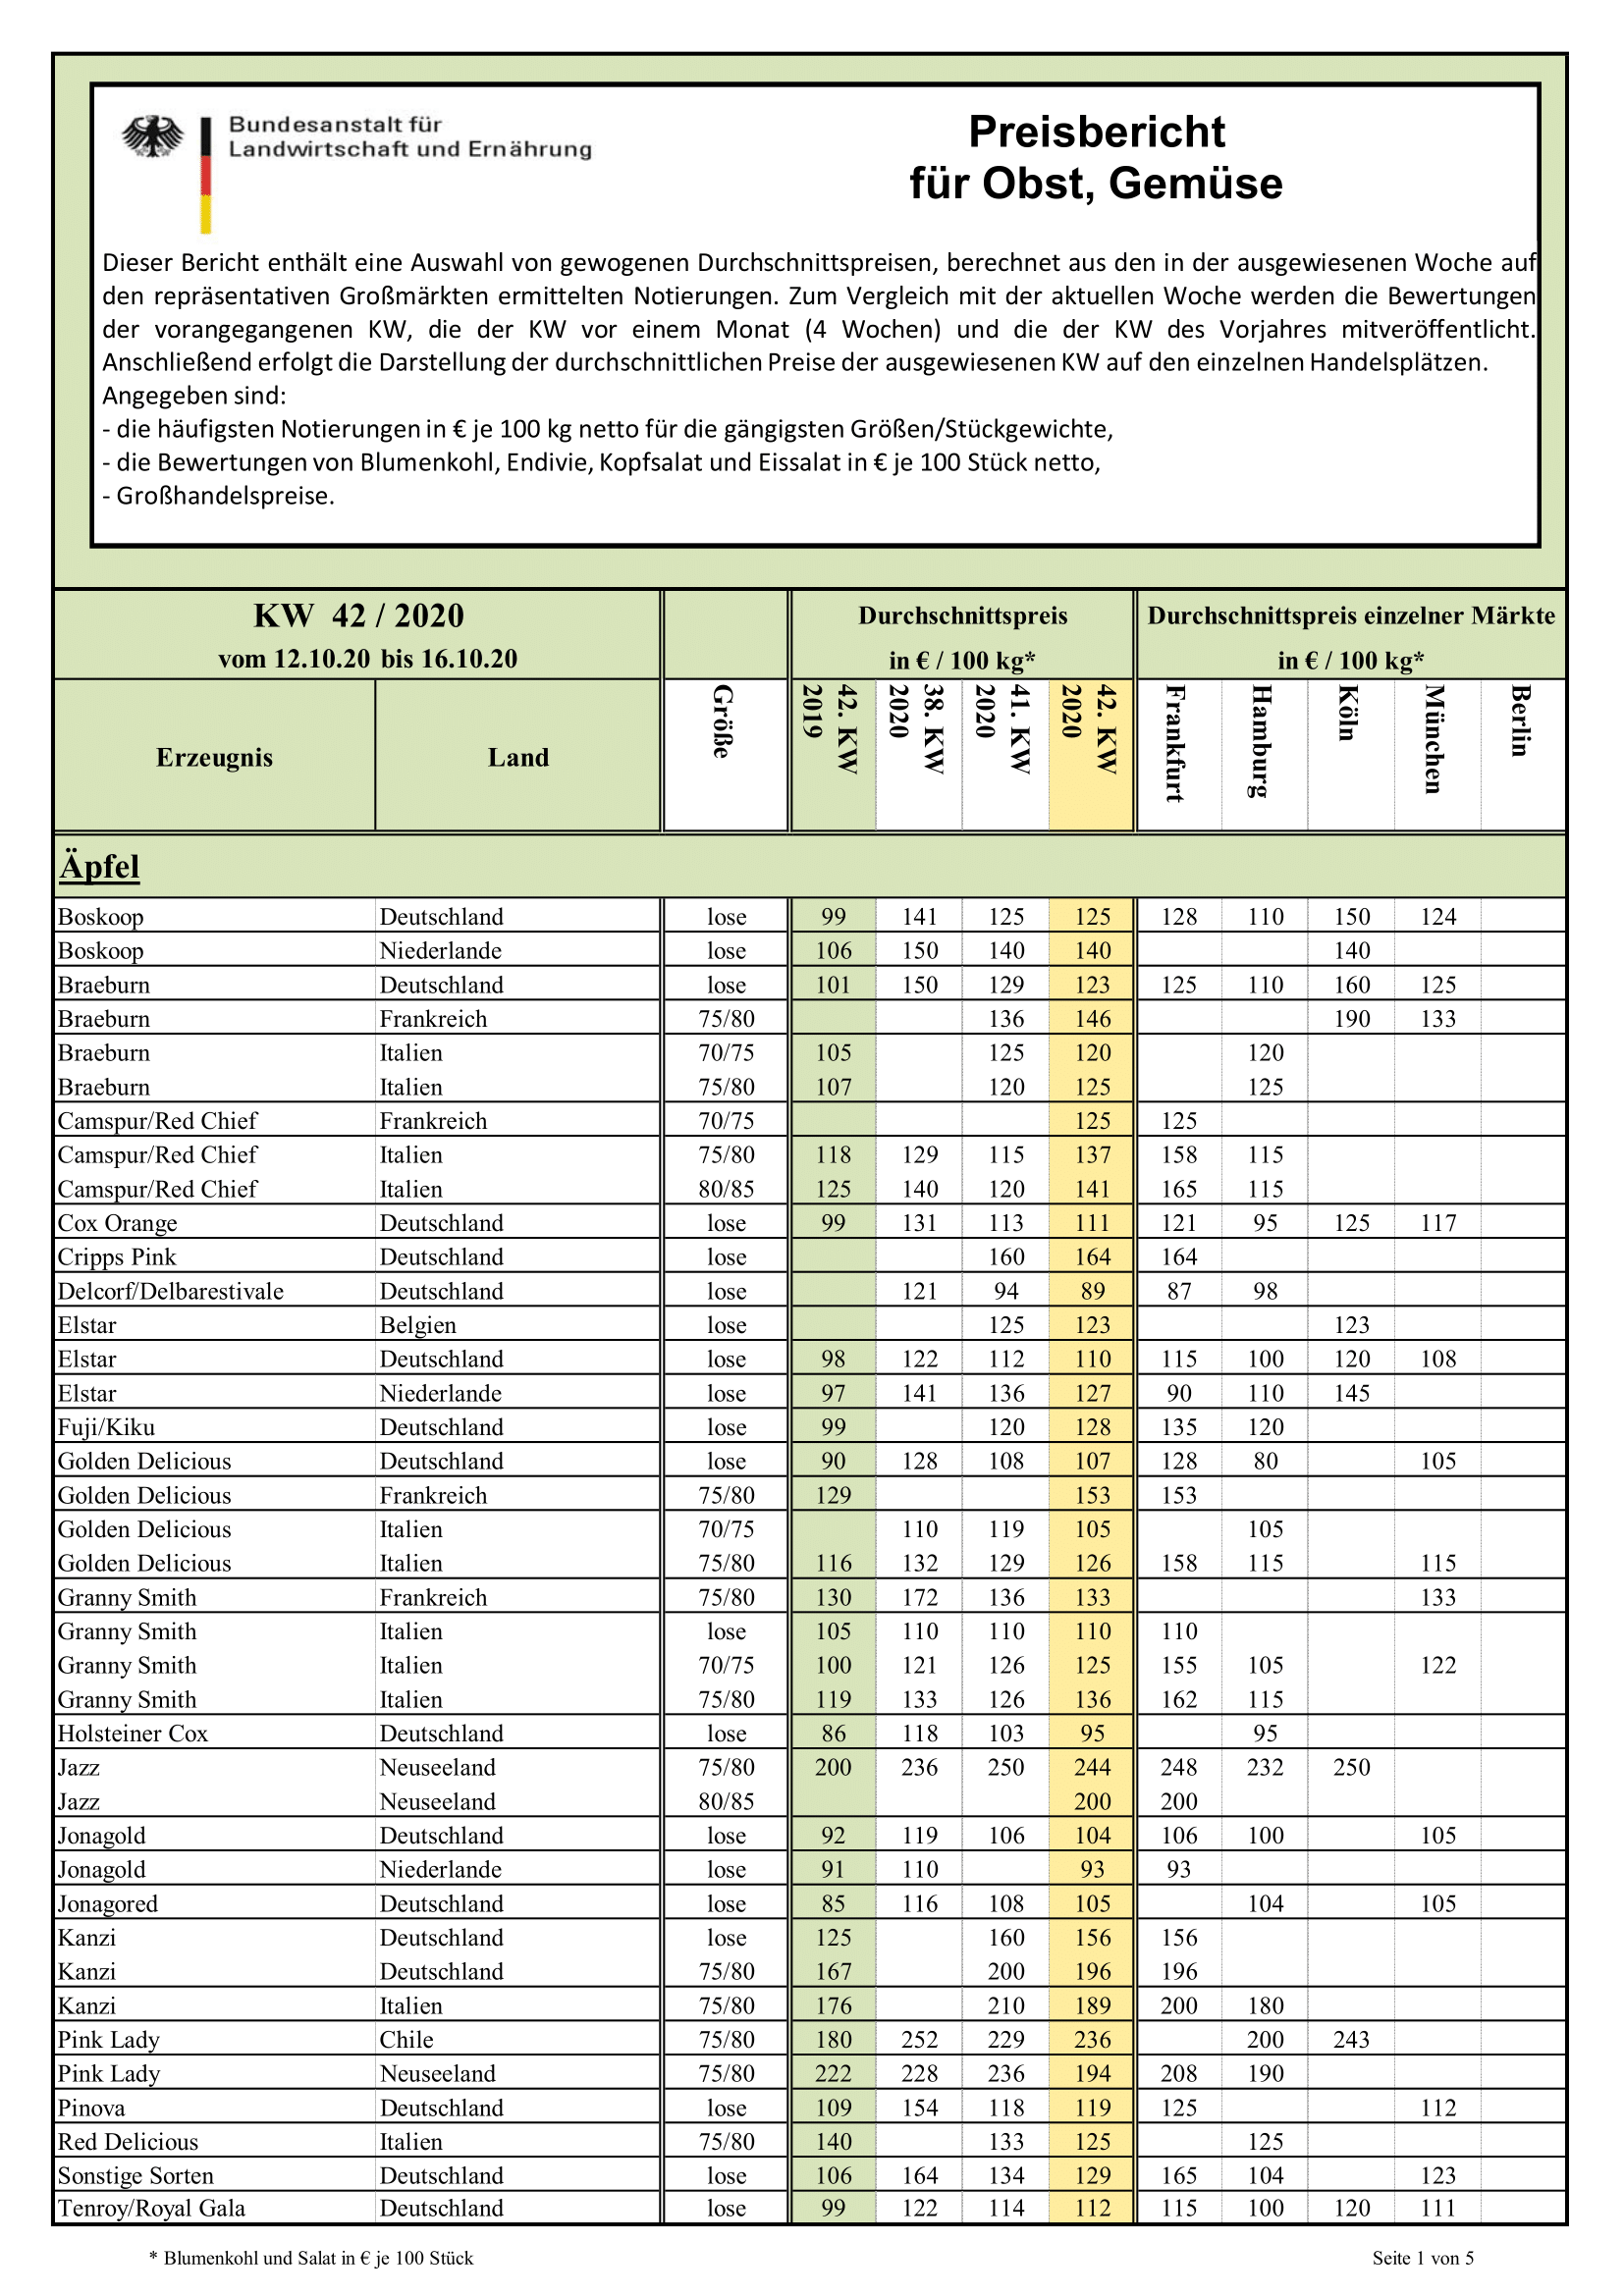 Bundesanstalt für
Landwirtschaft und Ernährung
Preisbericht
für Obst, Gemüse
Dieser Bericht enthält eine Auswahl von gewogenen Durchschnittspreisen, berechnet aus den in der ausgewiesenen Woche auf
den repräsentativen Großmärkten ermittelten Notierungen. Zum Vergleich mit der aktuellen Woche werden die Bewertungen
der vorangegangenen KW, die der KW vor einem Monat (4 Wochen) und die der KW des Vorjahres mitveröffentlicht.
Anschließend erfolgt die Darstellung der durchschnittlichen Preise der ausgewiesenen KW auf den einzelnen Handelsplätzen.
Angegeben sind:
- die häufigsten Notierungen in € je 100 kg netto für die gängigsten Größen/Stückgewichte,
- die Bewertungen von Blumenkohl, Endivie, Kopfsalat und Eissalat in € je 100 Stück netto,
- Großhandelspreise.
KW 42 / 2020 Durchschnittspreis Durchschnittspreis einzelner Märkte
vom 12.10.20 bis 16.10.20 in € / 100 kg* in € / 100 kg*
Erzeugnis Land Größe 42. KW 2019 38. KW 2020 41. KW 2020 42. KW 2020 Frankfurt Hamburg Köln München Berlin
Äpfel
Boskoop Deutschland lose 99 141 125 125 128 110 150 124
Boskoop Niederlande lose 106 150 140 140 140
Braeburn Deutschland lose 101 150 129 123 125 110 160 125
Braeburn Frankreich 75/80 136 146 190 133
Braeburn Italien 70/75 105 125 120 120
Braeburn Italien 75/80 107 120 125 125
Camspur/Red Chief Frankreich 70/75 125 125
Camspur/Red Chief Italien 75/80 118 129 115 137 158 115
Camspur/Red Chief Italien 80/85 125 140 120 141 165 115
Cox Orange Deutschland lose 99 131 113 111 121 95 125 117
Cripps Pink Deutschland lose 160 164 164
Delcorf/Delbarestivale Deutschland lose 121 94 89 87 98
Elstar Belgien lose 125 123 123
Elstar Deutschland lose 98 122 112 110 115 100 120 108
Elstar Niederlande lose 97 141 136 127 90 110 145
Fuji/Kiku Deutschland lose 99 120 128 135 120
Golden Delicious Deutschland lose 90 128 108 107 128 80 105
Golden Delicious Frankreich 75/80 129 153 153
Golden Delicious Italien 70/75 110 119 105 105
Golden Delicious Italien 75/80 116 132 129 126 158 115 115
Granny Smith Frankreich 75/80 130 172 136 133 133
Granny Smith Italien lose 105 110 110 110 110
Granny Smith Italien 70/75 100 121 126 125 155 105 122
Granny Smith Italien 75/80 119 133 126 136 162 115
Holsteiner Cox Deutschland lose 86 118 103 95 95
Jazz Neuseeland 75/80 200 236 250 244 248 232 250
Jazz Neuseeland 80/85 200 200
Jonagold Deutschland lose 92 119 106 104 106 100 105
Jonagold Niederlande lose 91 110 93 93
Jonagored Deutschland lose 85 116 108 105 104 105
Kanzi Deutschland lose 125 160 156 156
Kanzi Deutschland 75/80 167 200 196 196
Kanzi Italien 75/80 176 210 189 200 180
Pink Lady Chile 75/80 180 252 229 236 200 243
Pink Lady Neuseeland 75/80 222 228 236 194 208 190
Pinova Deutschland lose 109 154 118 119 125 112
Red Delicious Italien 75/80 140 133 125 125
Sonstige Sorten Deutschland lose 106 164 134 129 165 104 123
Tenroy/Royal Gala Deutschland lose 99 122 114 112 115 100 120 111
* Blumenkohl und Salat in € je 100 Stück Seite 1 von 5